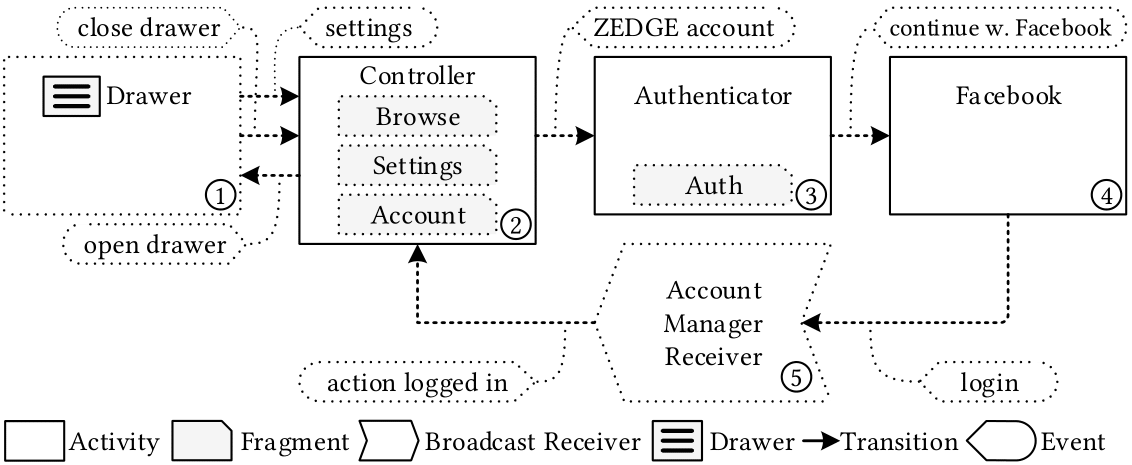 close drawer
settings
ZEDGE account
continue w. Facebook
Drawer
1
Controller
Browse
Settings
Account
2
Authenticator
Auth
3
Facebook
4
open drawer
Account
Manager
Receiver
5
action logged in
login
Activity
Fragment
Broadcast Receiver
Drawer
Transition
Event